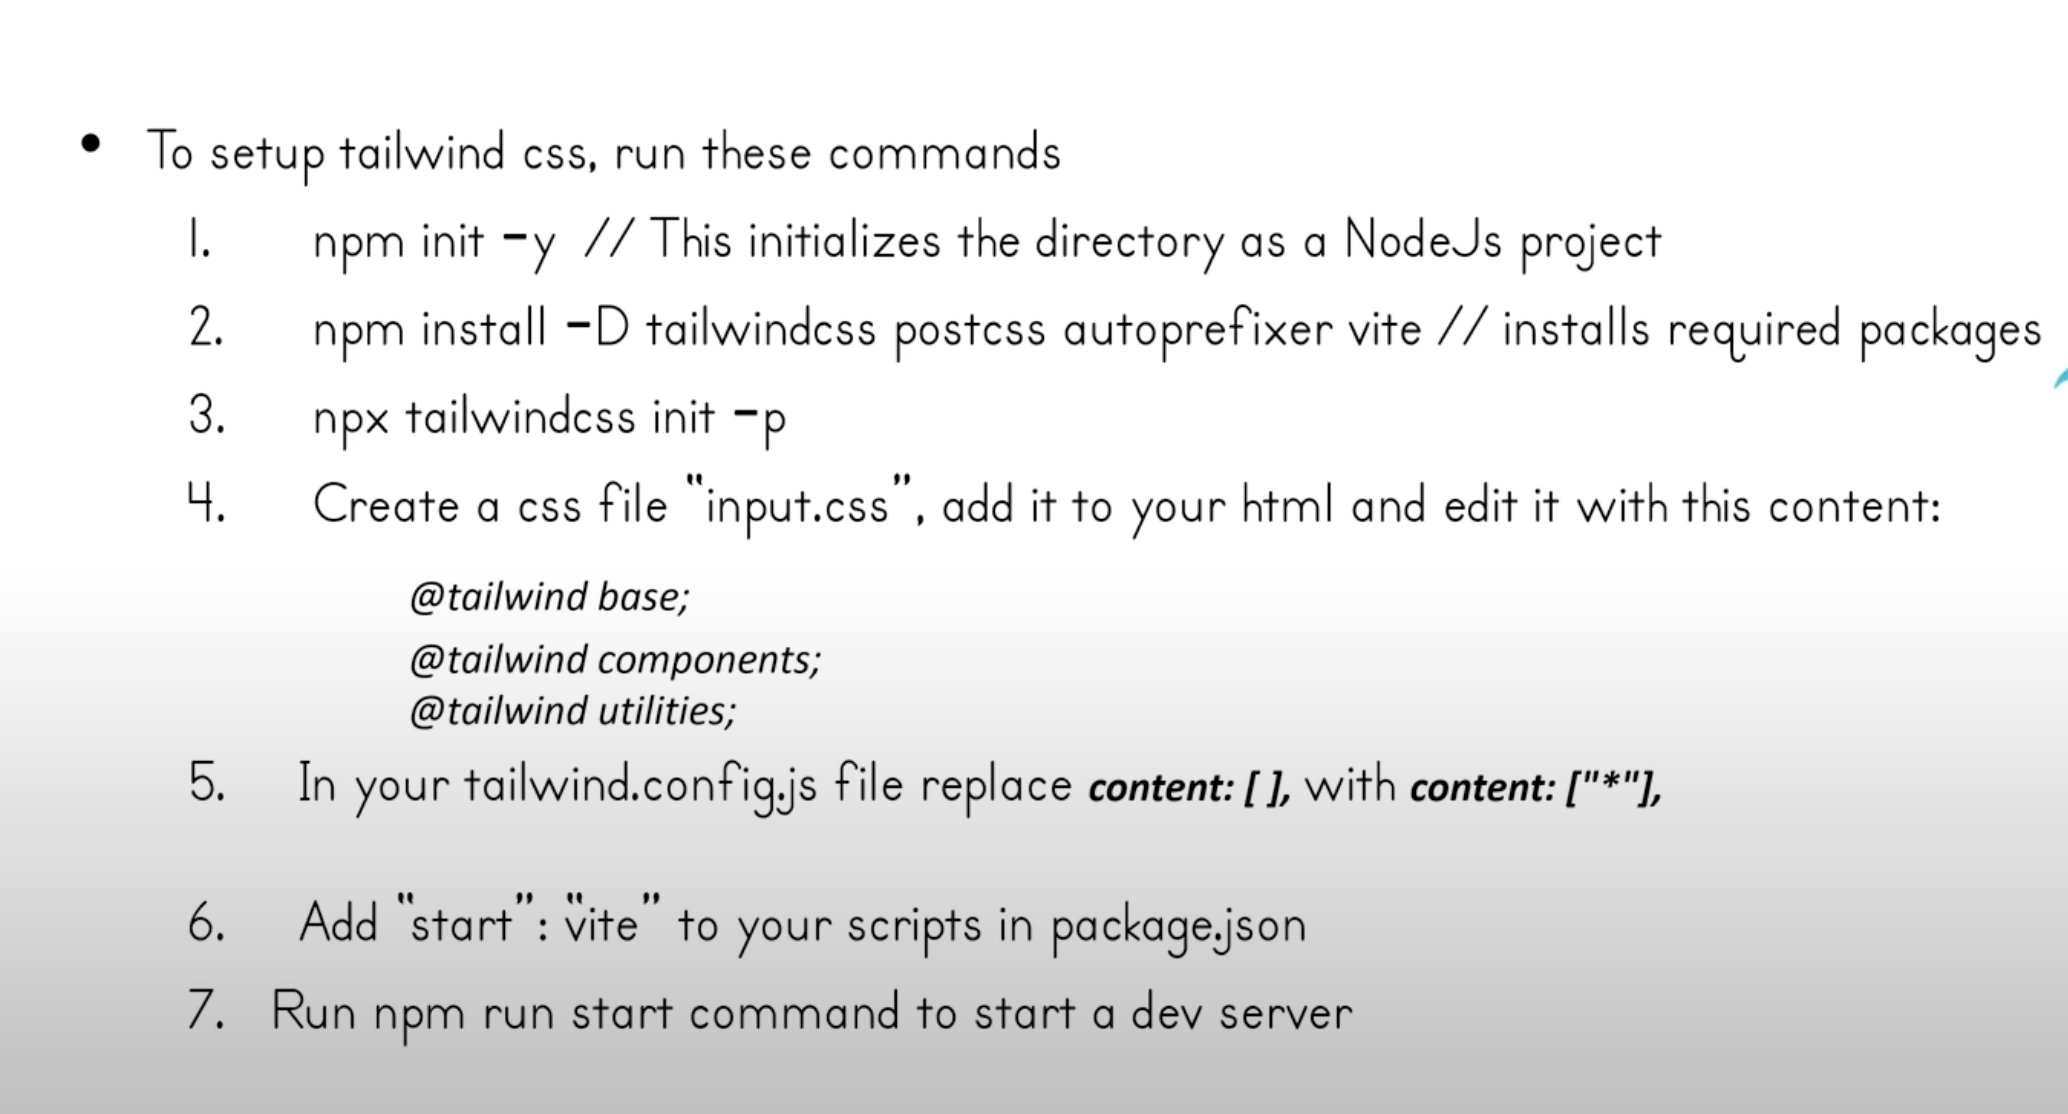 • To setup tailwind css, run these commands
1. npm init –y // This initializes the directory as a NodeJs project
2. npm install –D tailwindcss postcss autoprefixer vite // installs required packages
3. npx tailwindcss init –p
4. Create a css file “input.css”, add it to your html and edit it with this content:
@tailwind base;
@tailwind components;
@tailwind utilities;
5. In your tailwind.config.js file replace content: [ ], with content: ["*"],
6. Add “start”: “vite” to your scripts in package.json
7. Run npm run start command to start a dev server